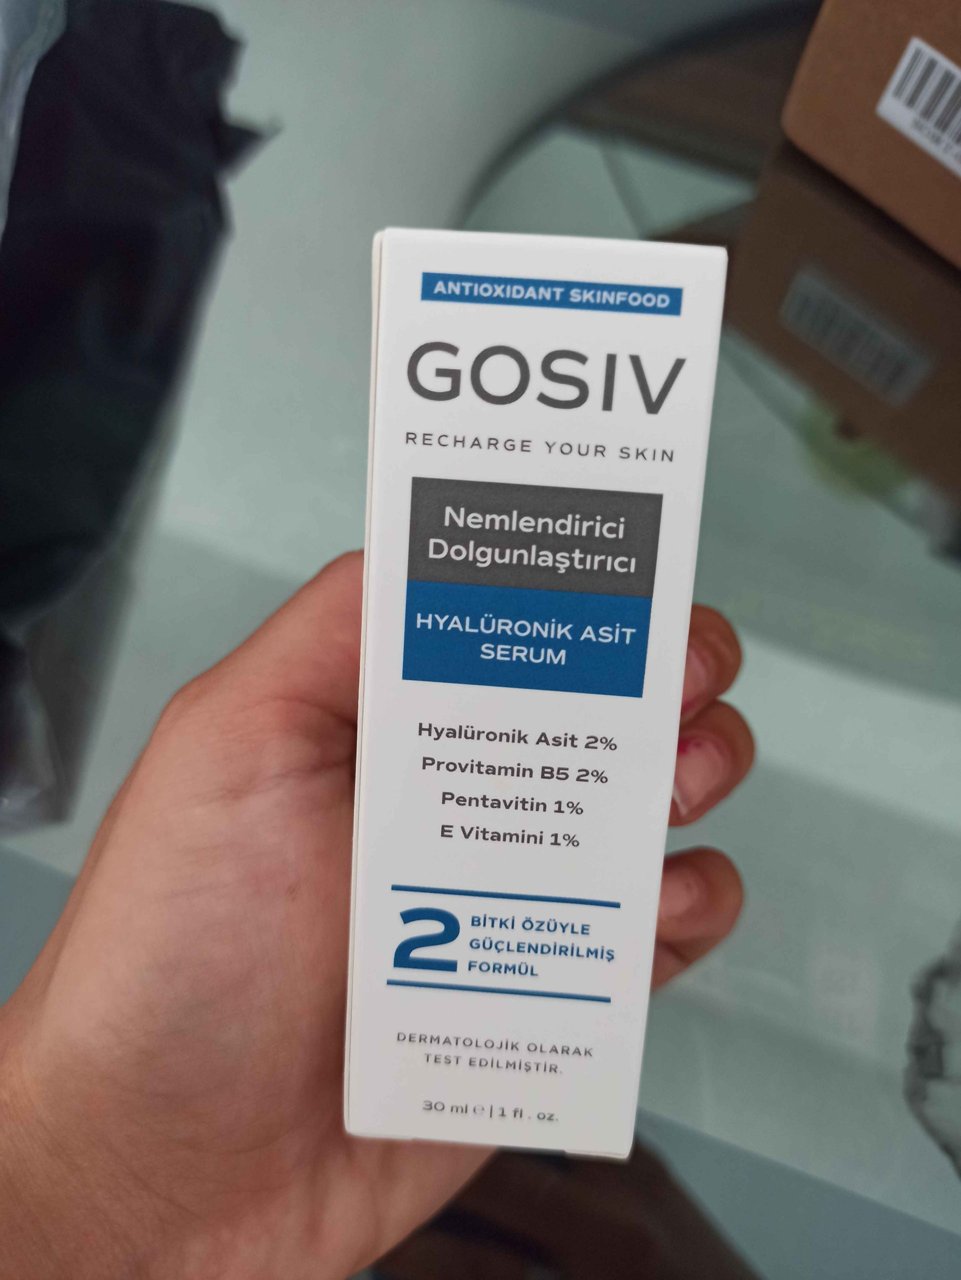 ANTIOXIDANT SKINFOOD
GOSIV
RECHARGE YOUR SKIN
Nemlendirici
Dolgunlaştırıcı
HYALÜRONİK ASİT
SERUM
Hyalüronik Asit 2%
Provitamin B5 2%
Pentavitin 1%
E Vitamini 1%
2 BİTKİ ÖZÜYLE
GÜÇLENDİRİLMİŞ
FORMÜL
DERMATOLOJİK OLARAK
TEST EDİLMİŞTİR.
30 ml ℮ | 1 fl . oz.